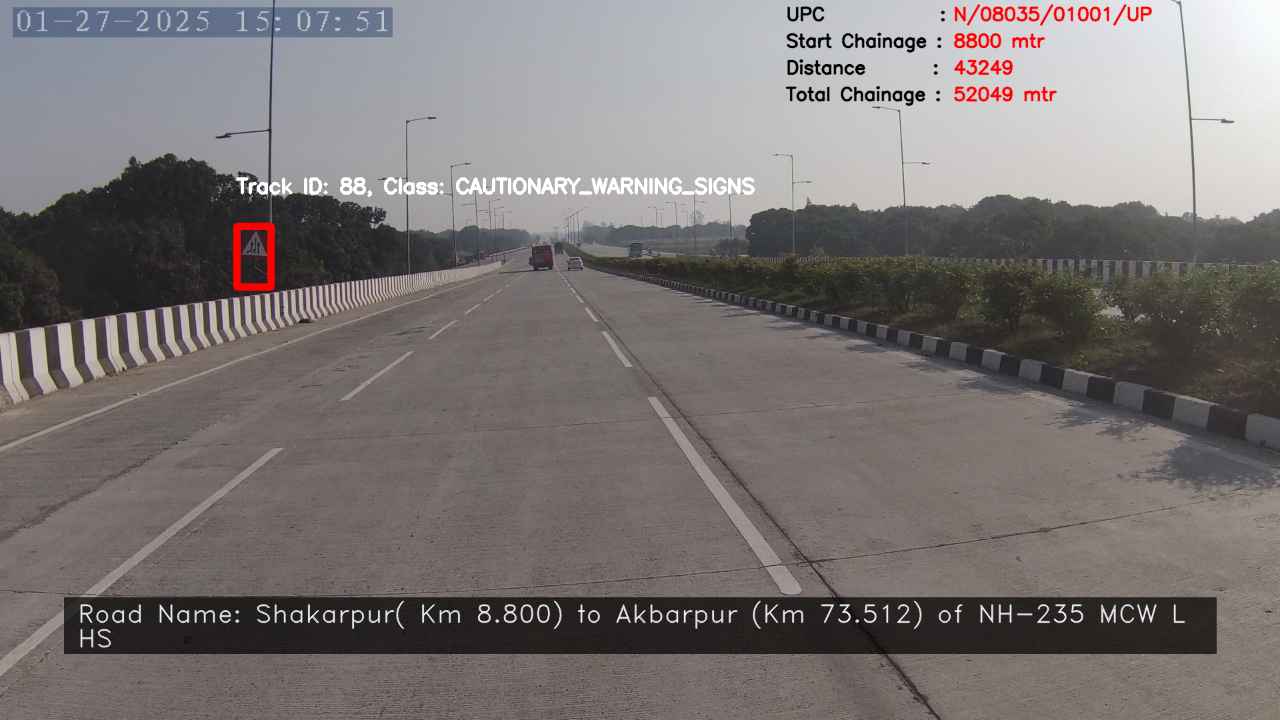 01-27-2025 15:07:51
UPC : N/08035/01001/UP
Start Chainage : 8800 mtr
Distance : 43249
Total Chainage : 52049 mtr
Track ID: 88, Class: CAUTIONARY_WARNING_SIGNS
Road Name: Shakarpur( Km 8.800) to Akbarpur (Km 73.512) of NH-235 MCW L
HS